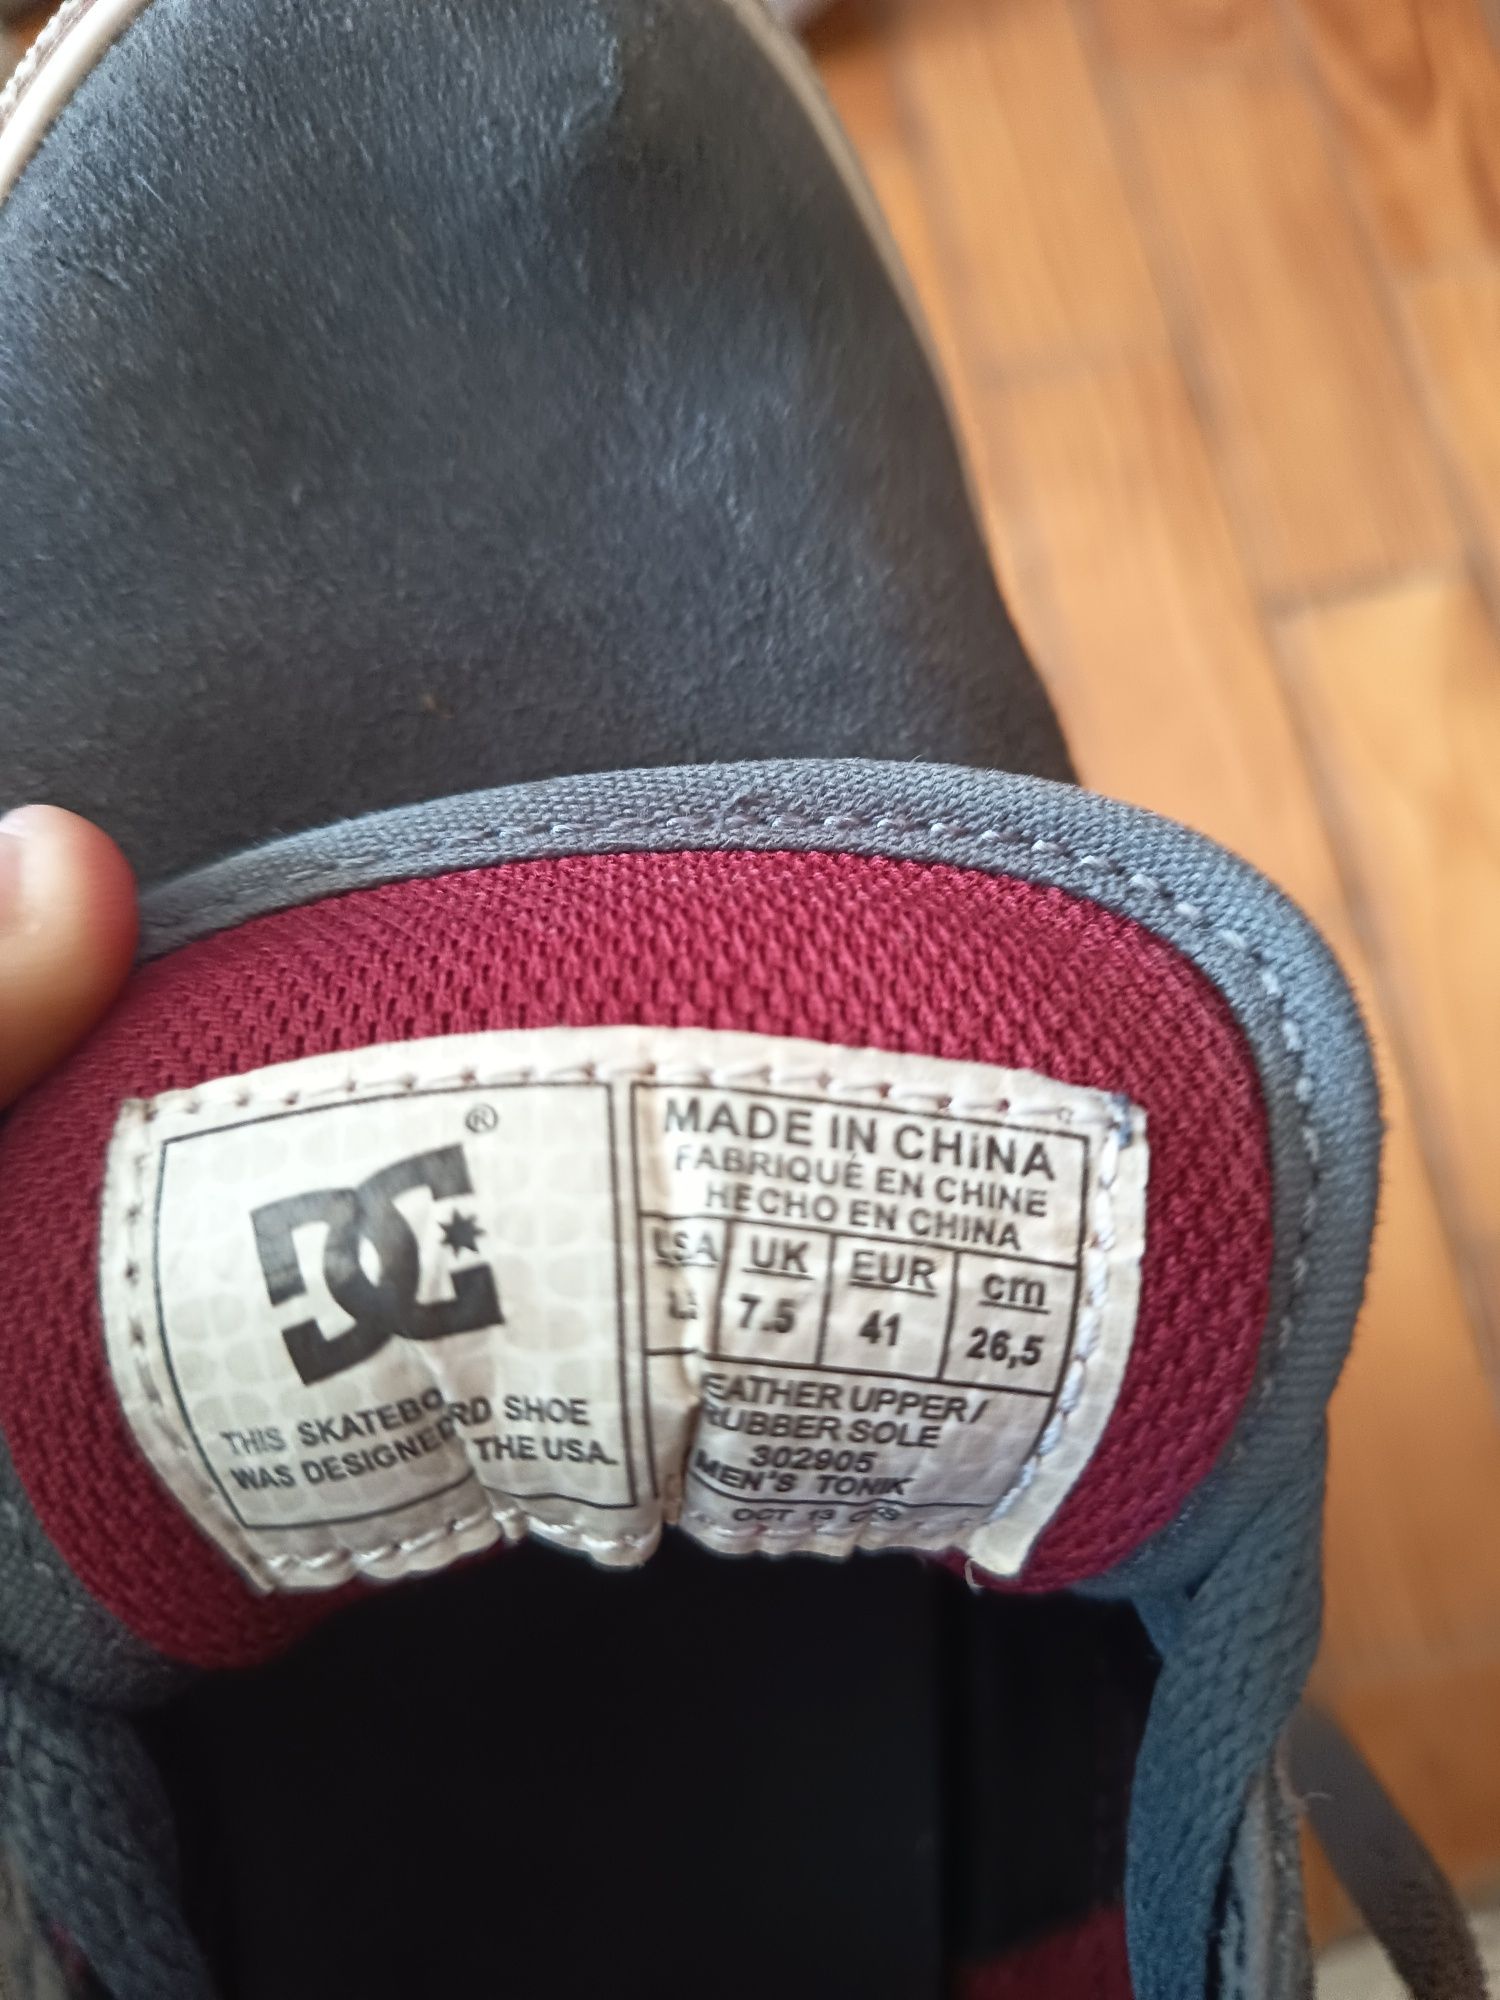 DC ®
THIS SKATEBO RD SHOE
WAS DESIGNED THE USA.
MADE IN CHiNA
FABRIQUÉ EN CHINE
HECHO EN CHINA
USA UK EUR cm
7.5 41 26,5
EATHER UPPER/
RUBBER SOLE
302905
MEN'S TONIK
OCT 13